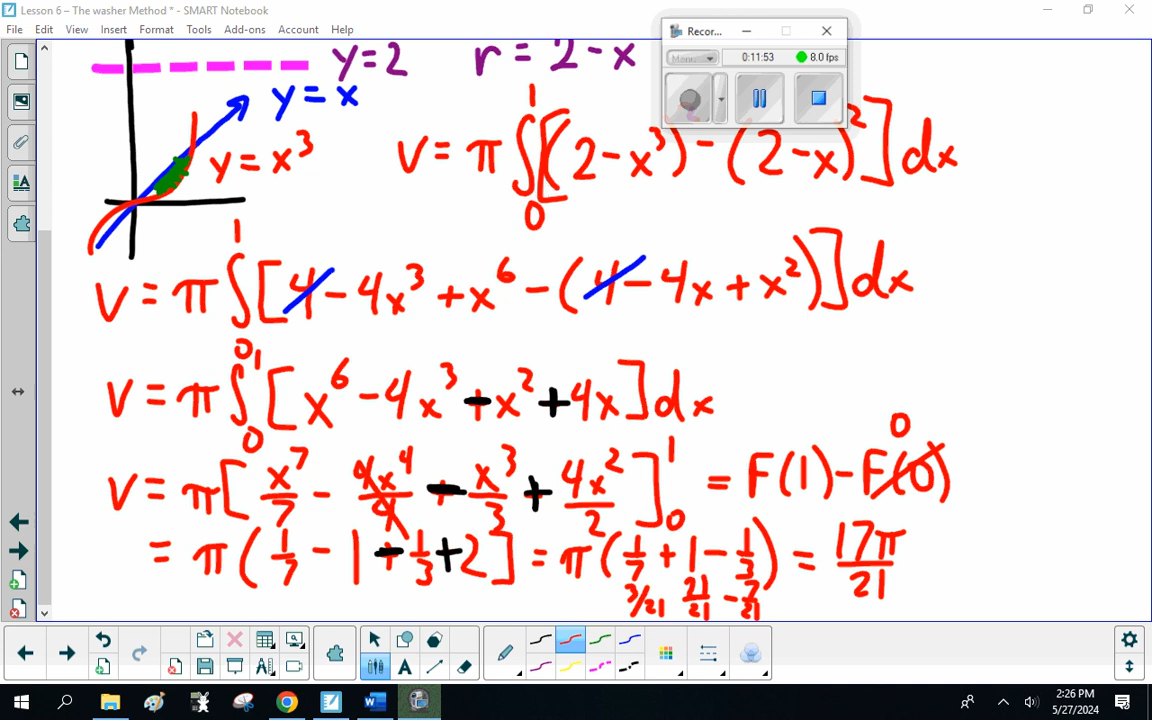 Lesson 6 – The washer Method * - SMART Notebook
File Edit View Insert Format Tools Add-ons Account Help
Recor...
0:11:53 8.0 fps
y=2 r = 2-x
y = x
y = x³
V = π ∫₀¹ [(2-x³) - (2-x)²] dx
V = π ∫₀¹ [4 - 4x³ + x⁶ - (4 - 4x + x²)] dx
V = π ∫₀¹ [x⁶ - 4x³ - x² + 4x] dx
V = π [x⁷/7 - 4x⁴/4 - x³/3 + 4x²/2]₀¹ = F(1) - F(0) 0
= π (1/7 - 1 - 1/3 + 2] = π (1/7 + 1 - 1/3) = 17π/21
3/21 21/21 - 7/21
A
2:26 PM
5/27/2024